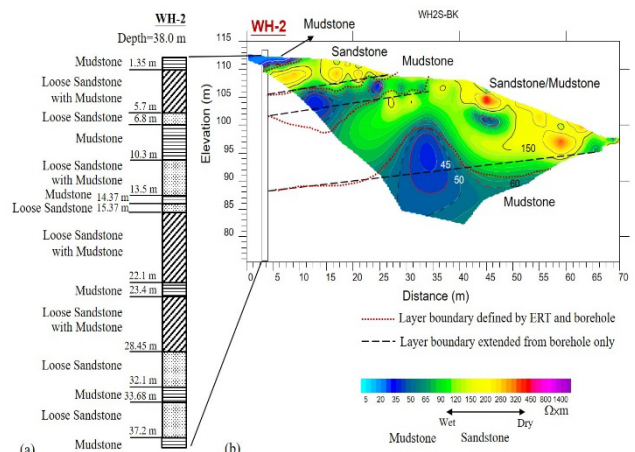 WH-2
Depth=38.0 m
Mudstone
1.35 m
Loose Sandstone
with Mudstone
5.7 m
Loose Sandstone
6.8 m
Mudstone
10.3 m
Loose Sandstone
with Mudstone
13.5 m
Mudstone 14.37 m
Loose Sandstone 15.37 m
Loose Sandstone
with Mudstone
22.1 m
Mudstone
23.4 m
Loose Sandstone
with Mudstone
28.45 m
Loose Sandstone
32.1 m
Mudstone
33.68 m
Loose Sandstone
37.2 m
Mudstone
(a)
WH-2
WH2S-BK
Mudstone
Sandstone
Mudstone
Sandstone/Mudstone
150
45
50
60
Mudstone
Elevation (m)
115
110
105
100
95
90
85
80
0 5 10 15 20 25 30 35 40 45 50 55 60 65 70
Distance (m)
Layer boundary defined by ERT and borehole
Layer boundary extended from borehole only
5 20 30 35 45 60 90 120 200 320 450 600 800 1400
Ωxm
Wet
Dry
Mudstone Sandstone
(b)